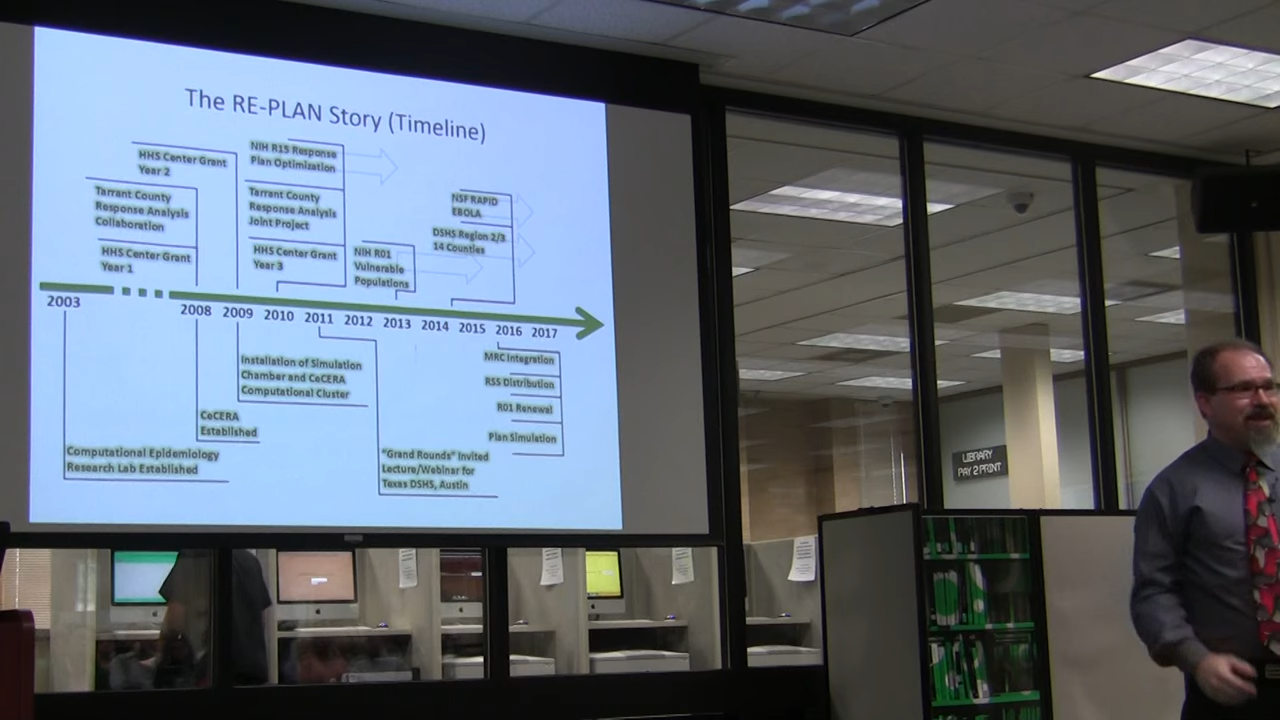 The RE-PLAN Story (Timeline)
HHS Center Grant
Year 2
Tarrant County
Response Analysis
Collaboration
HHS Center Grant
Year 1
NIH R15 Response
Plan Optimization
Tarrant County
Response Analysis
Joint Project
HHS Center Grant
Year 3
NIH R01
Vulnerable
Populations
NSF RAPID
EBOLA
DSHS Region 2/3
14 Counties
2003
2008
2009
2010
2011
2012
2013
2014
2015
2016
2017
Installation of Simulation
Chamber and CeCERA
Computational Cluster
CeCERA
Established
Computational Epidemiology
Research Lab Established
"Grand Rounds" Invited
Lecture/Webinar for
Texas DSHS, Austin
MRC Integration
RSS Distribution
R01 Renewal
Plan Simulation
LIBRARY
PAY 2 PRINT